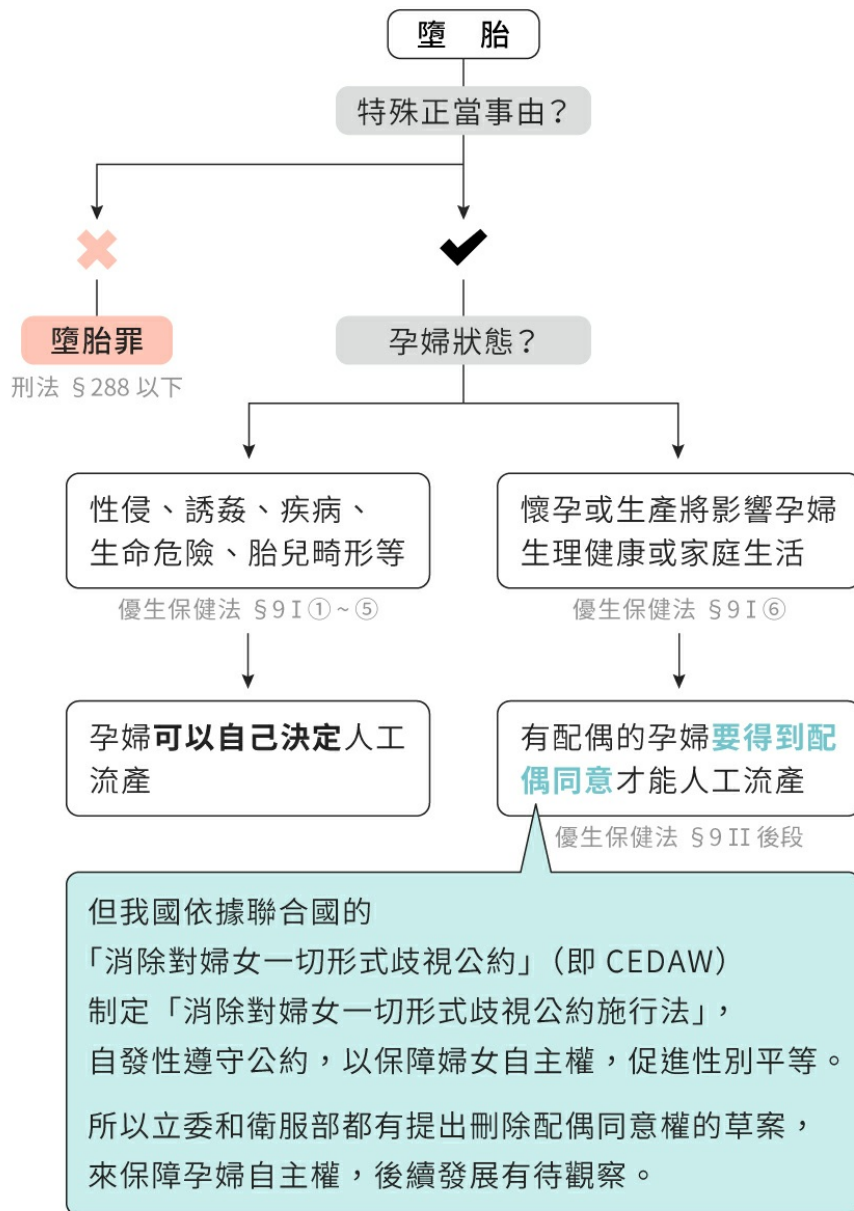 墮 胎
特殊正當事由？
墮胎罪
刑法 §288 以下
孕婦狀態？
性侵、誘姦、疾病、
生命危險、胎兒畸形等
優生保健法 §9 I ①~⑤
孕婦可以自己決定人工
流產
懷孕或生產將影響孕婦
生理健康或家庭生活
優生保健法 §9 I ⑥
有配偶的孕婦要得到配
偶同意才能人工流產
優生保健法 §9 II 後段
但我國依據聯合國的
「消除對婦女一切形式歧視公約」（即 CEDAW）
制定「消除對婦女一切形式歧視公約施行法」，
自發性遵守公約，以保障婦女自主權，促進性別平等。
所以立委和衛服部都有提出刪除配偶同意權的草案，
來保障孕婦自主權，後續發展有待觀察。